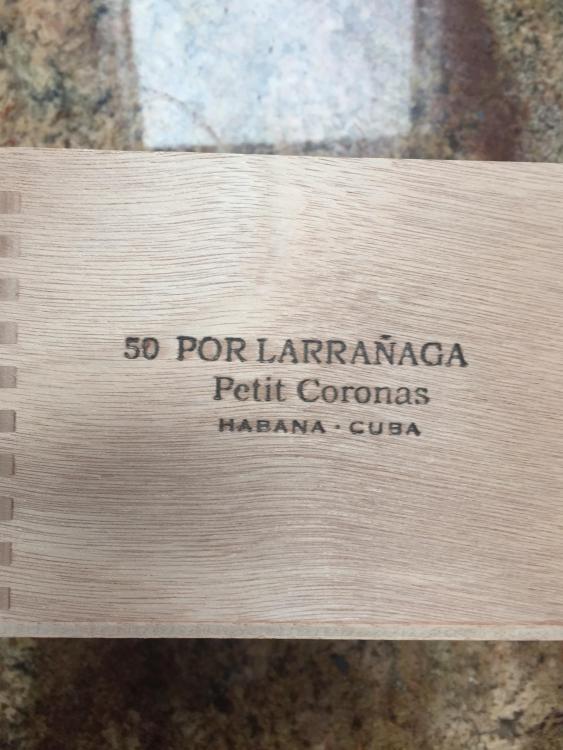 50 POR LARRAÑAGA
Petit Coronas
HABANA · CUBA